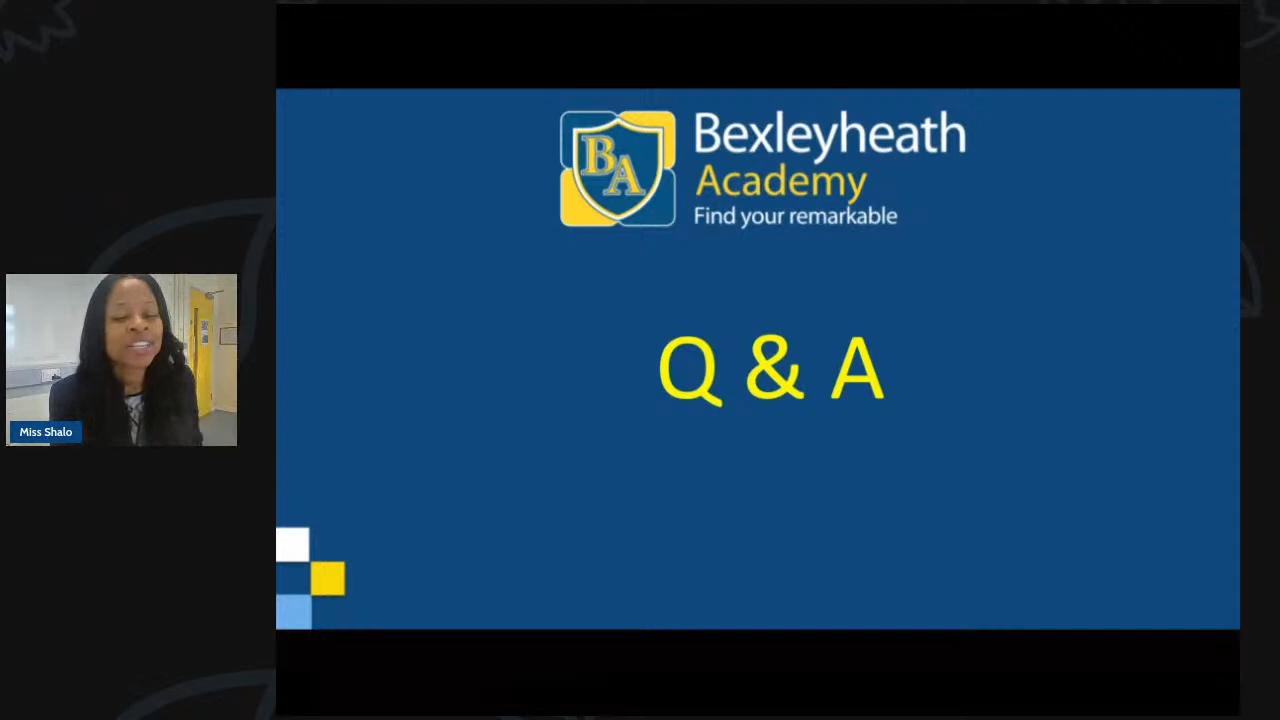 Bexleyheath
Academy
Find your remarkable
BA
Q & A
Miss Shalo